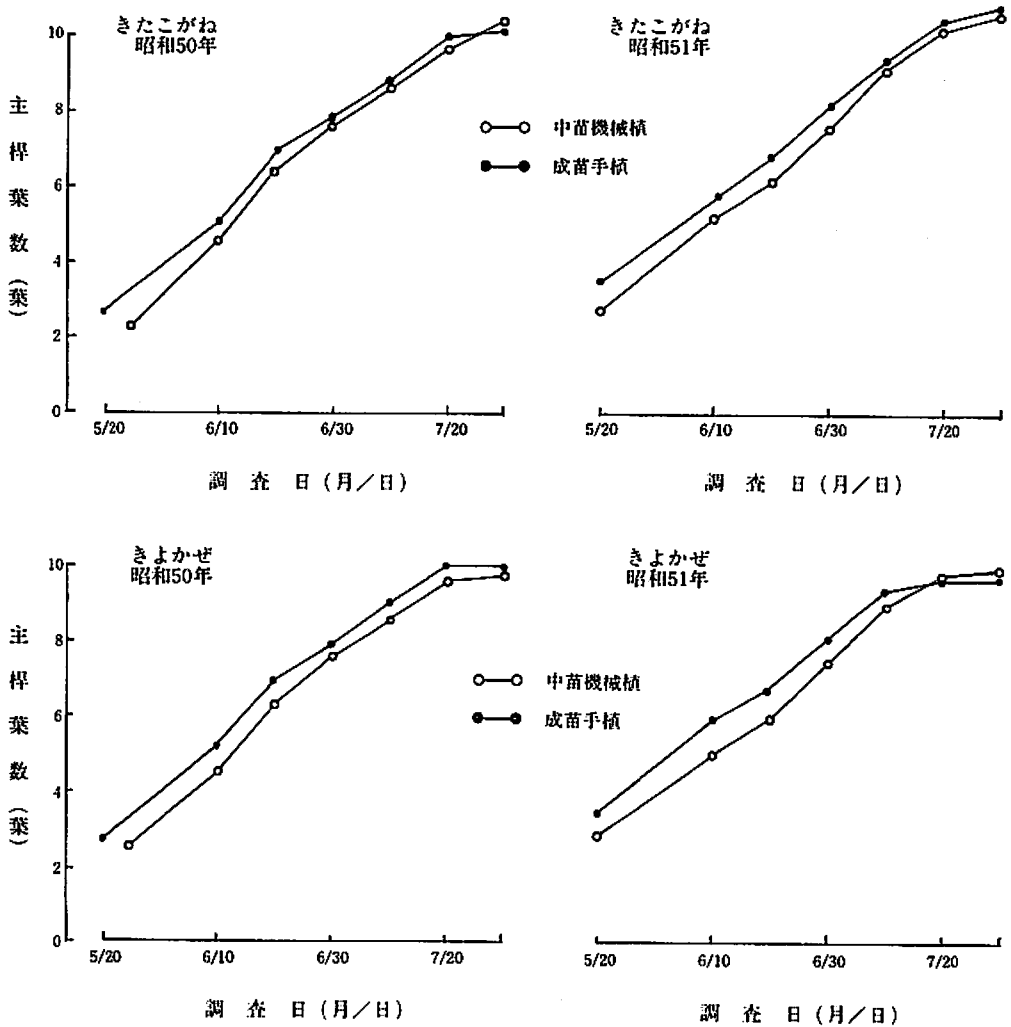 きたこがね
昭和50年
きたこがね
昭和51年
主稈葉数(葉)
10
8
6
4
2
0
中苗機械植
成苗手植
5/20 6/10 6/30 7/20
5/20 6/10 6/30 7/20
調査日(月/日)
調査日(月/日)
きよかぜ
昭和50年
きよかぜ
昭和51年
主稈葉数(葉)
10
8
6
4
2
0
中苗機械植
成苗手植
5/20 6/10 6/30 7/20
5/20 6/10 6/30 7/20
調査日(月/日)
調査日(月/日)